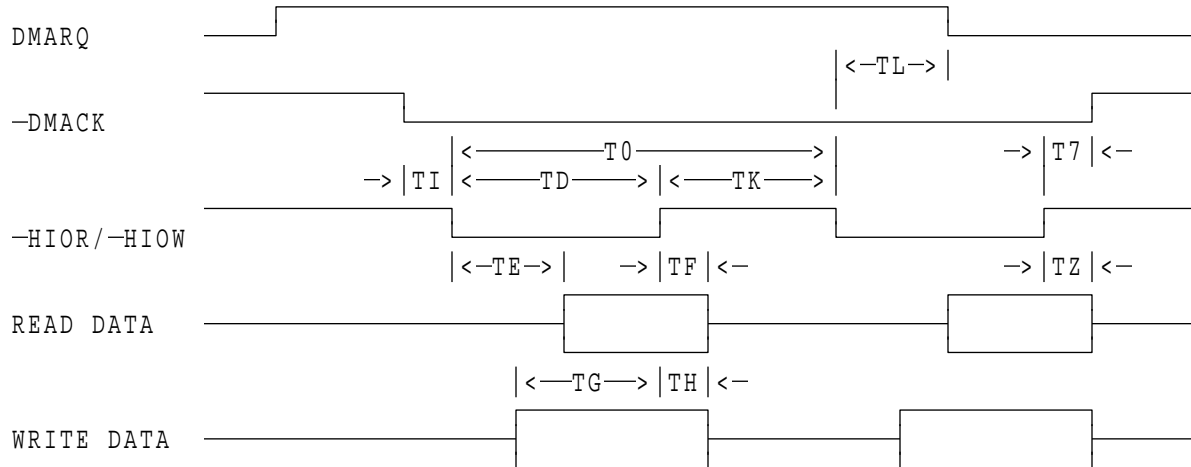 DMARQ
<—TL—>
—DMACK
<———T0———> —> T7 <—
—> TI <——TD——> <——TK——>
—HIOR/—HIOW
<—TE—> —> TF <— —> TZ <—
READ DATA
<——TG——> TH <—
WRITE DATA